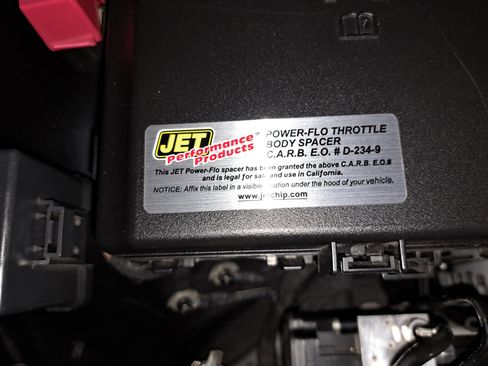 JET
Performance
Products
POWER-FLO THROTTLE
BODY SPACER
C.A.R.B. E.O. # D-234-9
This JET Power-Flo spacer has been granted the above C.A.R.B. E.O.#
and is legal for sale and use in California.
NOTICE: Affix this label in a visible location under the hood of your vehicle.
www.jetchip.com